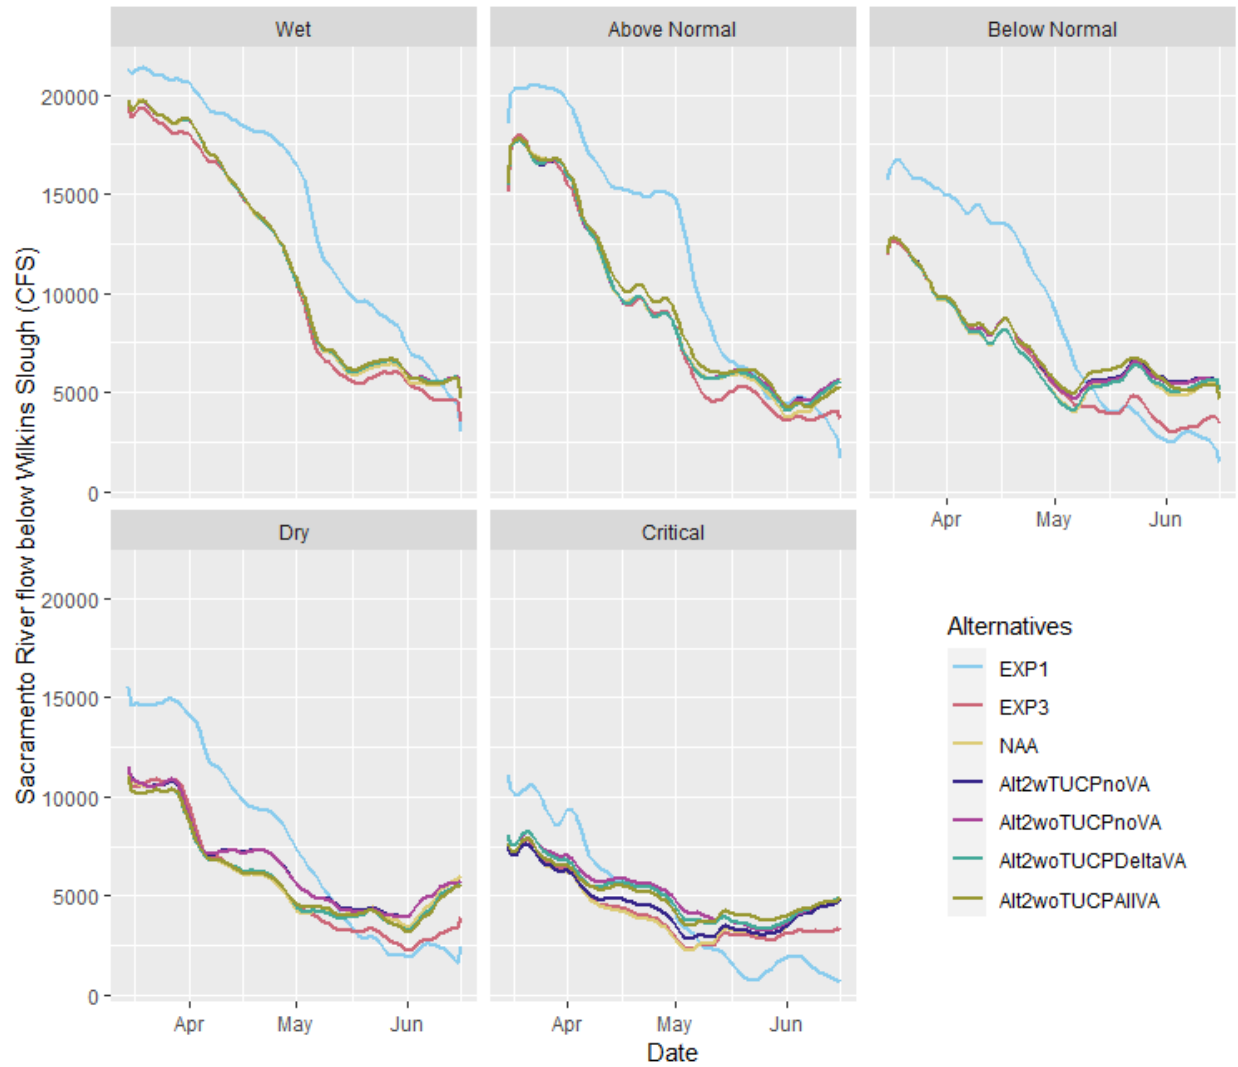 Wet
Above Normal
Below Normal
20000
15000
10000
5000
0
Apr
May
Jun
Dry
Critical
20000
15000
10000
5000
0
Apr
May
Jun
Apr
May
Jun
Date
Sacramento River flow below Wilkins Slough (CFS)
Alternatives
EXP1
EXP3
NAA
Alt2wTUCPnoVA
Alt2woTUCPnoVA
Alt2woTUCPDeltaVA
Alt2woTUCPAllVA